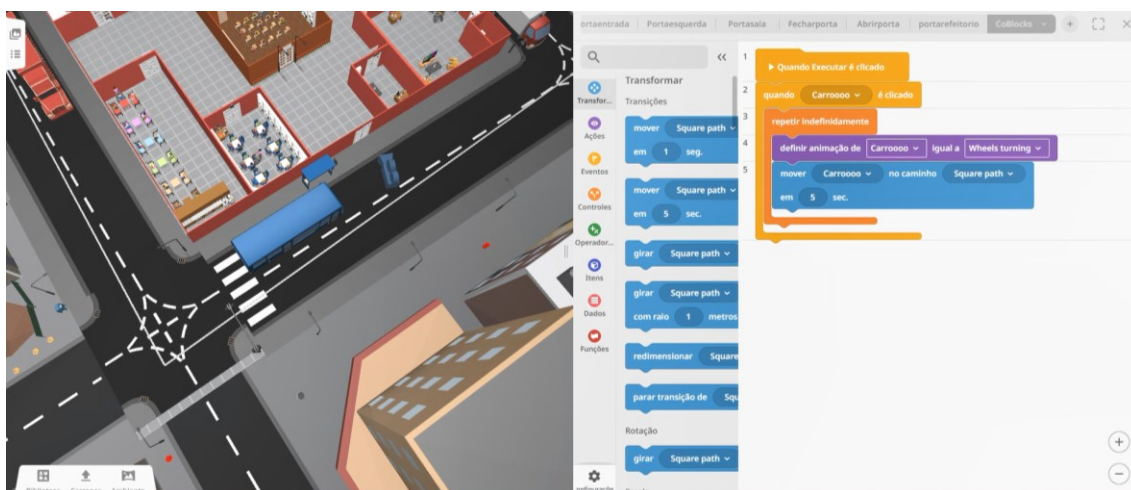 ortaentrada
Portaesquerda
Portasala
Fecharporta
Abrirporta
portarefeitorio
CoBlocks
Transfor...
Ações
Eventos
Controles
Operador...
Itens
Dados
Funções
Transformar
Transições
mover Square path
em 1 seg.
mover Square path
em 5 sec.
girar Square path
girar Square path
com raio 1 metros
redimensionar Square
parar transição de Squ
Rotação
girar Square path
1
Quando Executar é clicado
2
quando Carroooo é clicado
3
repetir indefinidamente
4
definir animação de Carroooo igual a Wheels turning
5
mover Carroooo no caminho Square path
em 5 sec.